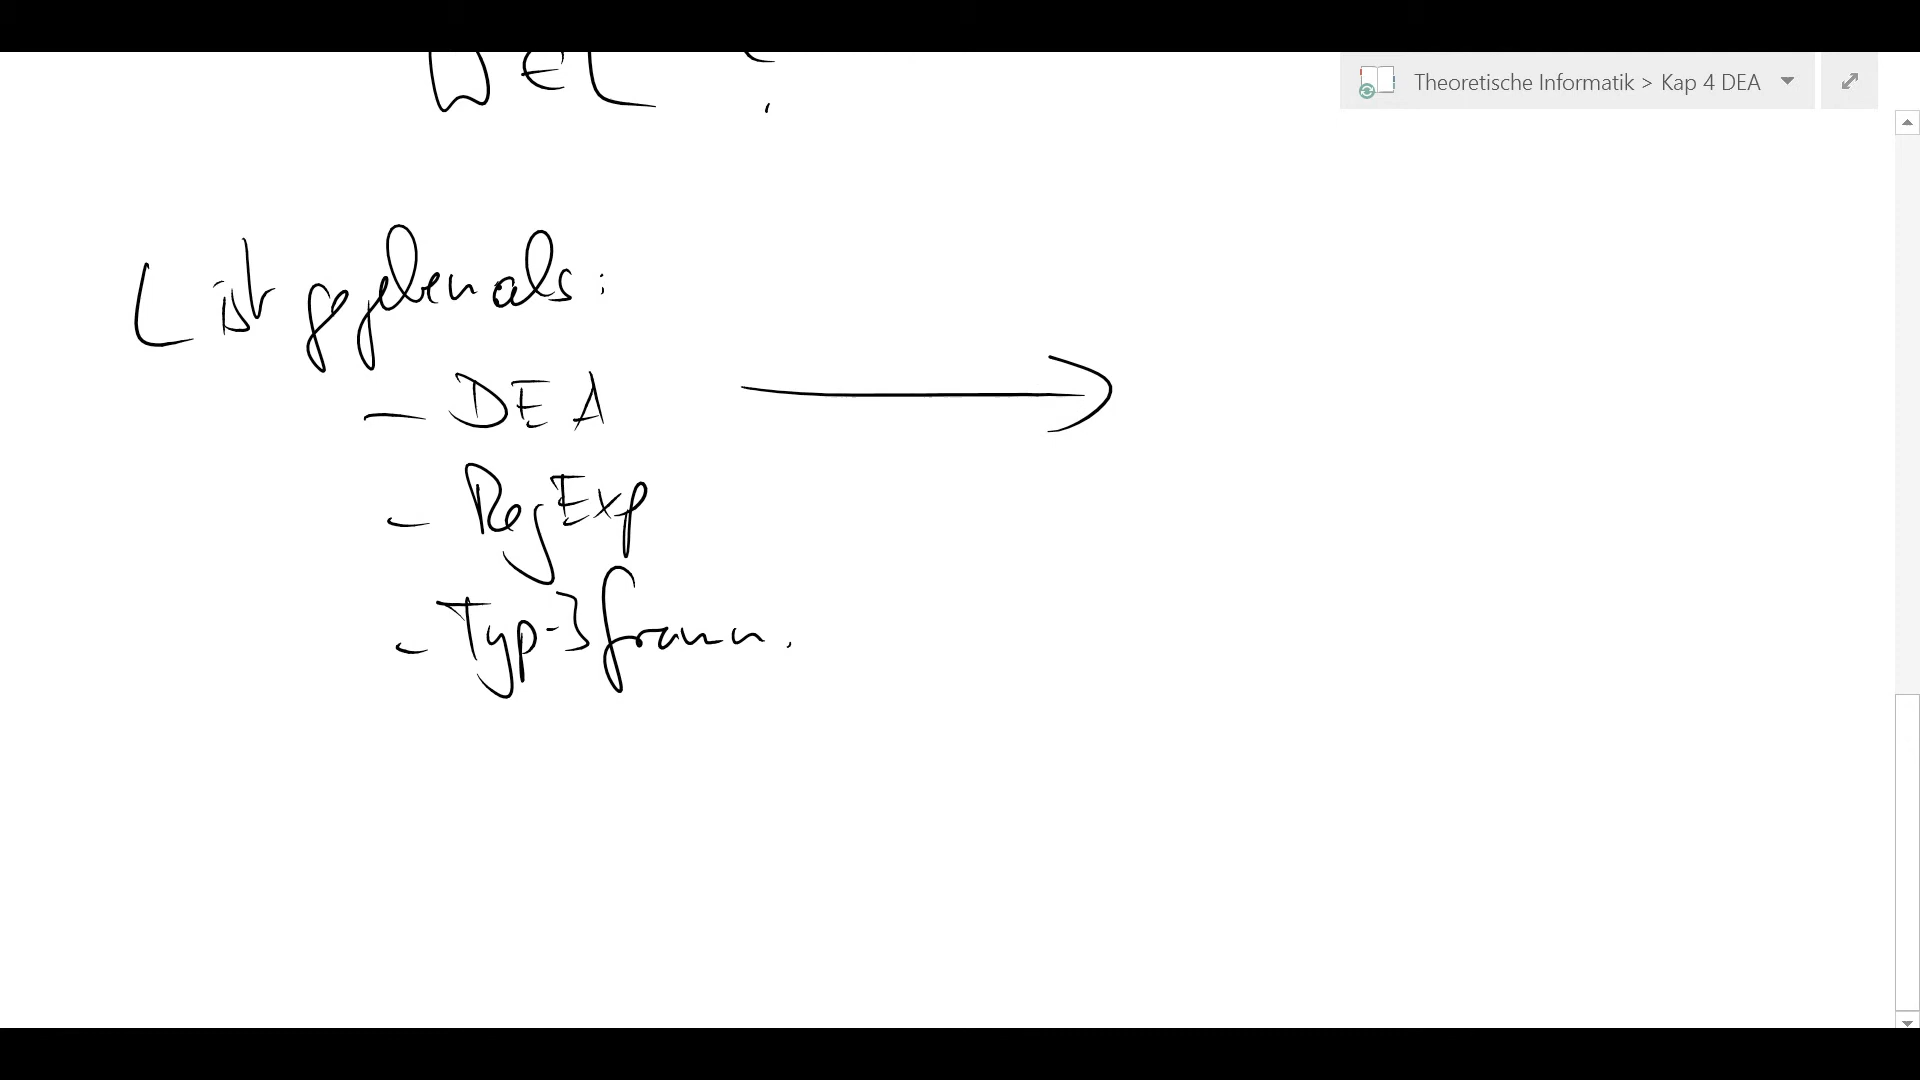 w ∈ L ?
Theoretische Informatik > Kap 4 DEA
L ist gegeben als:
- DEA
- RegExp
- Typ-3 Gramm.